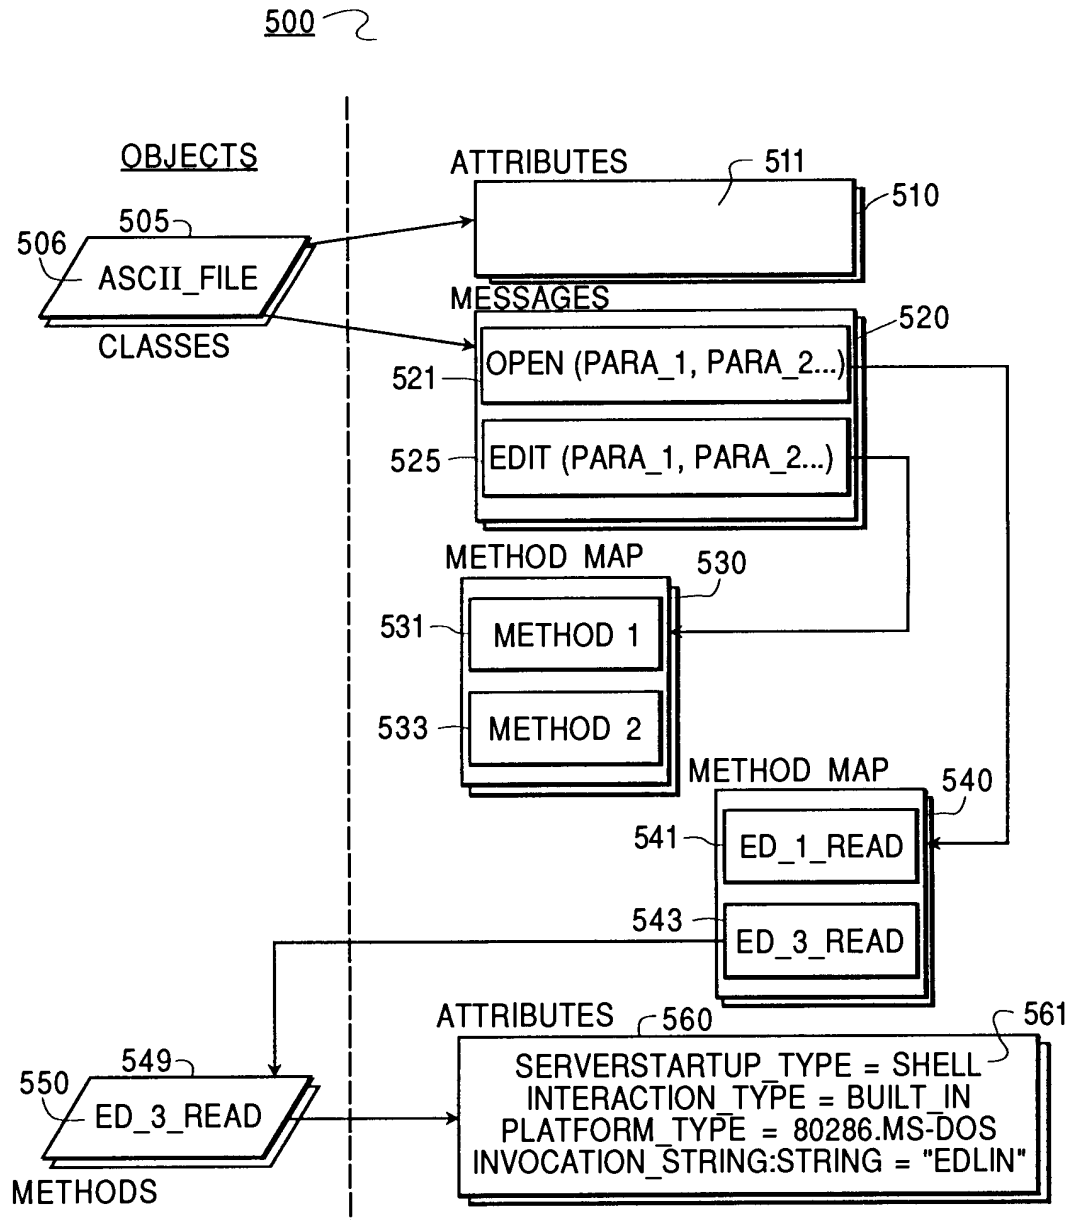 500
OBJECTS
ATTRIBUTES
511
510
505
506
ASCII_FILE
CLASSES
MESSAGES
520
OPEN (PARA_1, PARA_2...)
521
EDIT (PARA_1, PARA_2...)
525
METHOD MAP
530
531
METHOD 1
533
METHOD 2
METHOD MAP
540
541
ED_1_READ
543
ED_3_READ
ATTRIBUTES
560
561
SERVERSTARTUP_TYPE = SHELL
INTERACTION_TYPE = BUILT_IN
PLATFORM_TYPE = 80286.MS-DOS
INVOCATION_STRING:STRING = "EDLIN"
549
550
ED_3_READ
METHODS